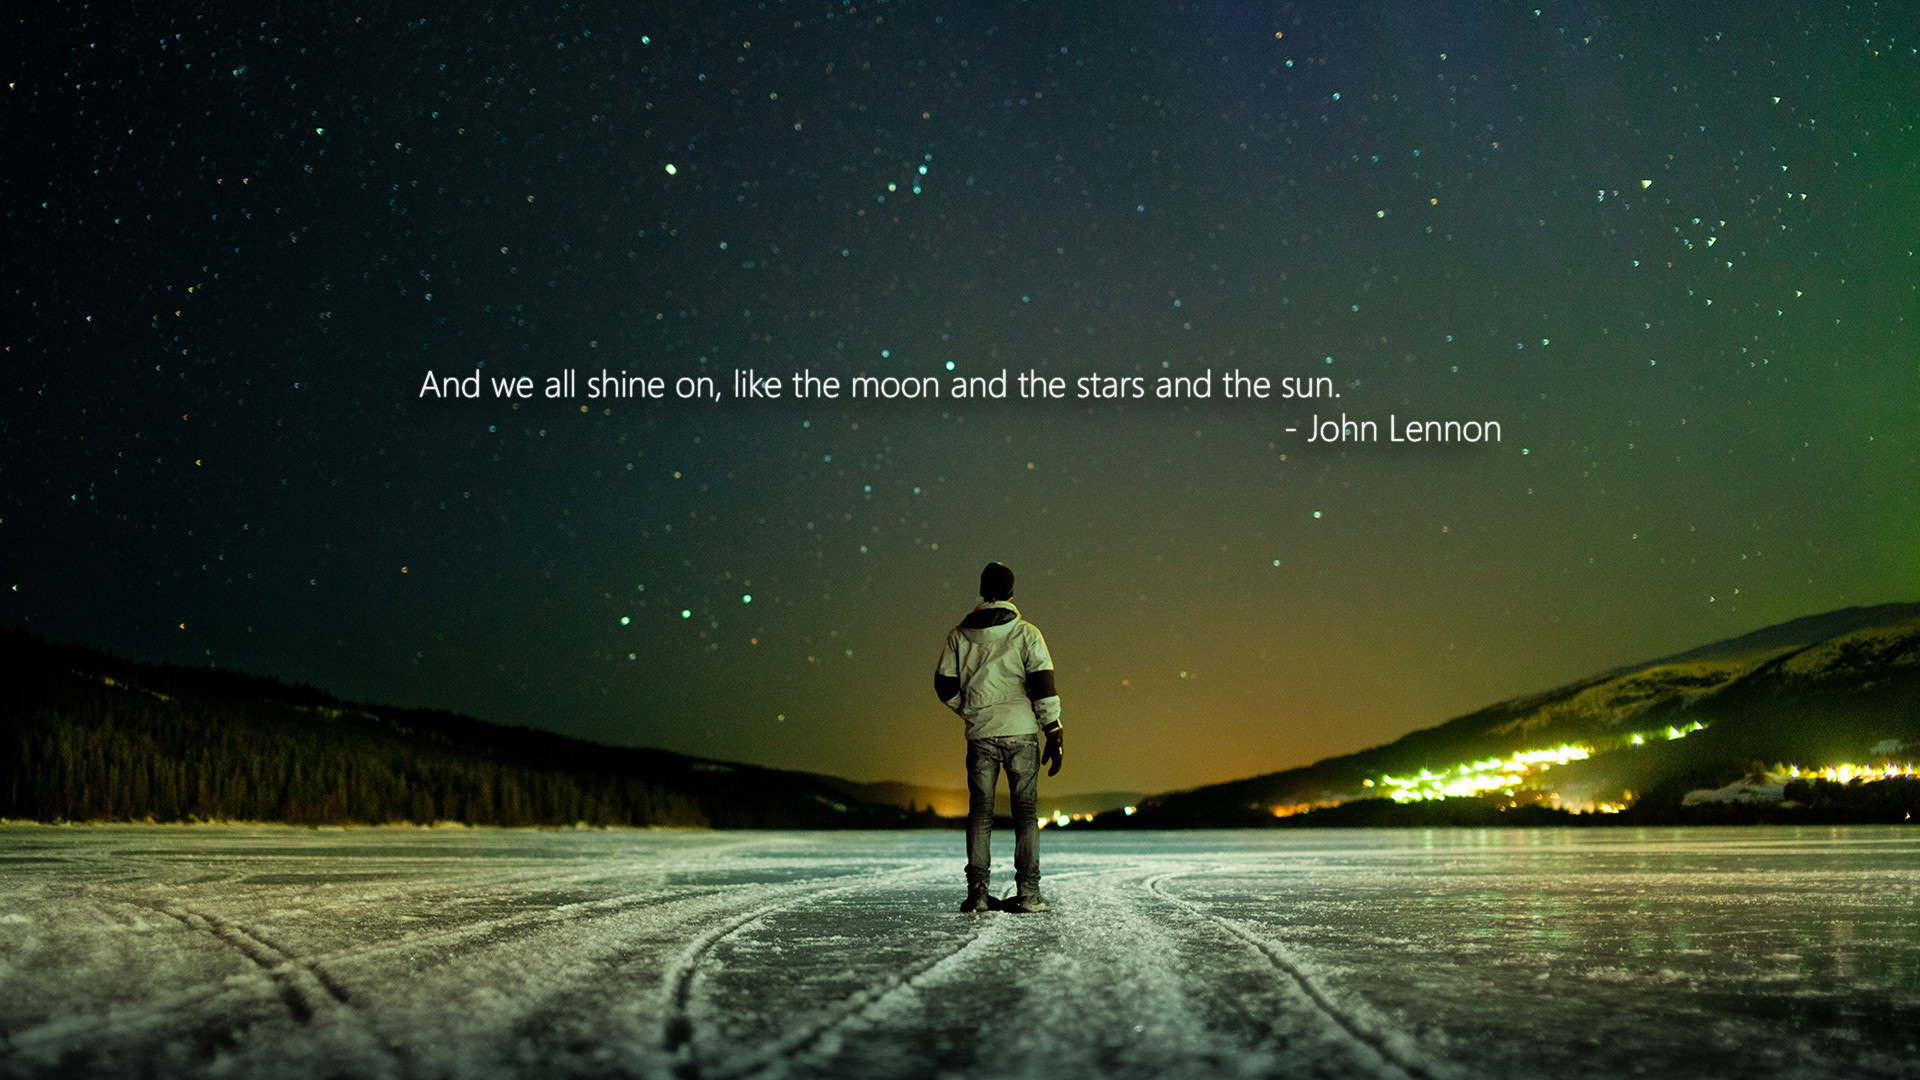 And we all shine on, like the moon and the stars and the sun.
- John Lennon